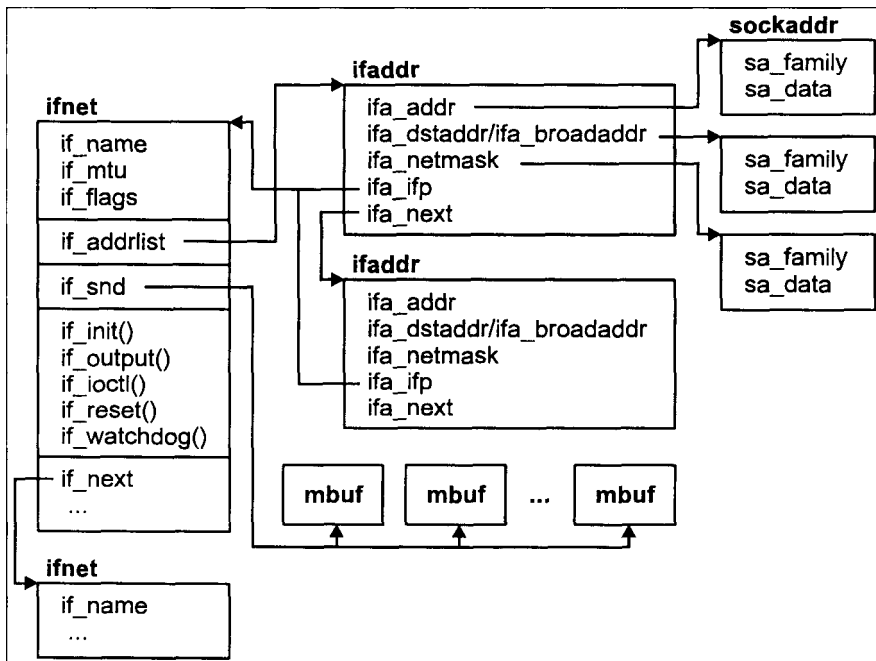 ifnet
if_name
if_mtu
if_flags
if_addrlist
if_snd
if_init()
if_output()
if_ioctl()
if_reset()
if_watchdog()
if_next
...
ifnet
if_name
...
ifaddr
ifa_addr
ifa_dstaddr/ifa_broadaddr
ifa_netmask
ifa_ifp
ifa_next
ifaddr
ifa_addr
ifa_dstaddr/ifa_broadaddr
ifa_netmask
ifa_ifp
ifa_next
mbuf mbuf ... mbuf
sockaddr
sa_family
sa_data
sa_family
sa_data
sa_family
sa_data